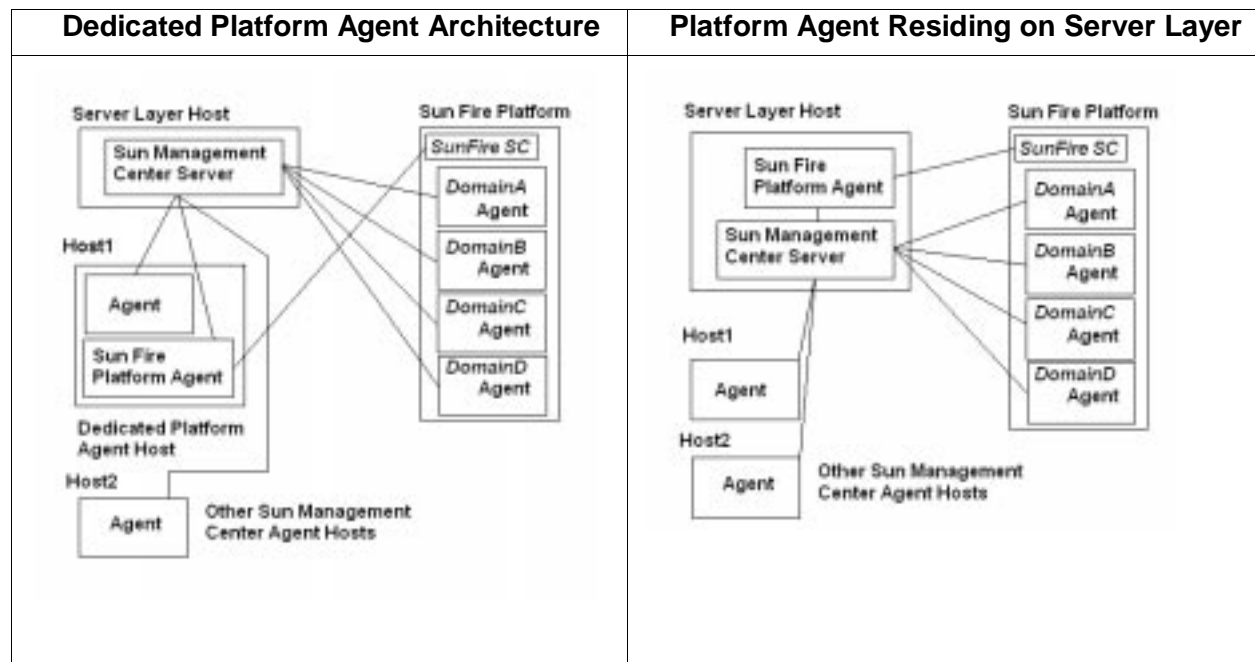 Dedicated Platform Agent Architecture
Platform Agent Residing on Server Layer
Server Layer Host
Sun Management
Center Server
Sun Fire Platform
SunFire SC
DomainA
Agent
DomainB
Agent
DomainC
Agent
DomainD
Agent
Host1
Agent
Sun Fire
Platform Agent
Dedicated Platform
Agent Host
Host2
Agent
Other Sun Management
Center Agent Hosts
Server Layer Host
Sun Fire
Platform Agent
Sun Management
Center Server
Sun Fire Platform
SunFire SC
DomainA
Agent
DomainB
Agent
DomainC
Agent
DomainD
Agent
Host1
Agent
Host2
Agent
Other Sun Management
Center Agent Hosts